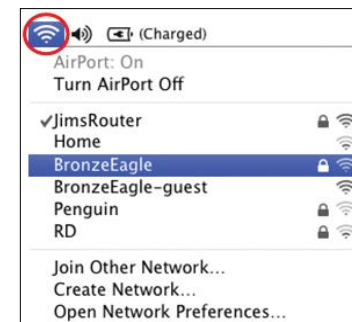 (Charged)
AirPort: On
Turn AirPort Off
✓JimsRouter
Home
BronzeEagle
BronzeEagle-guest
Penguin
RD
Join Other Network...
Create Network...
Open Network Preferences...